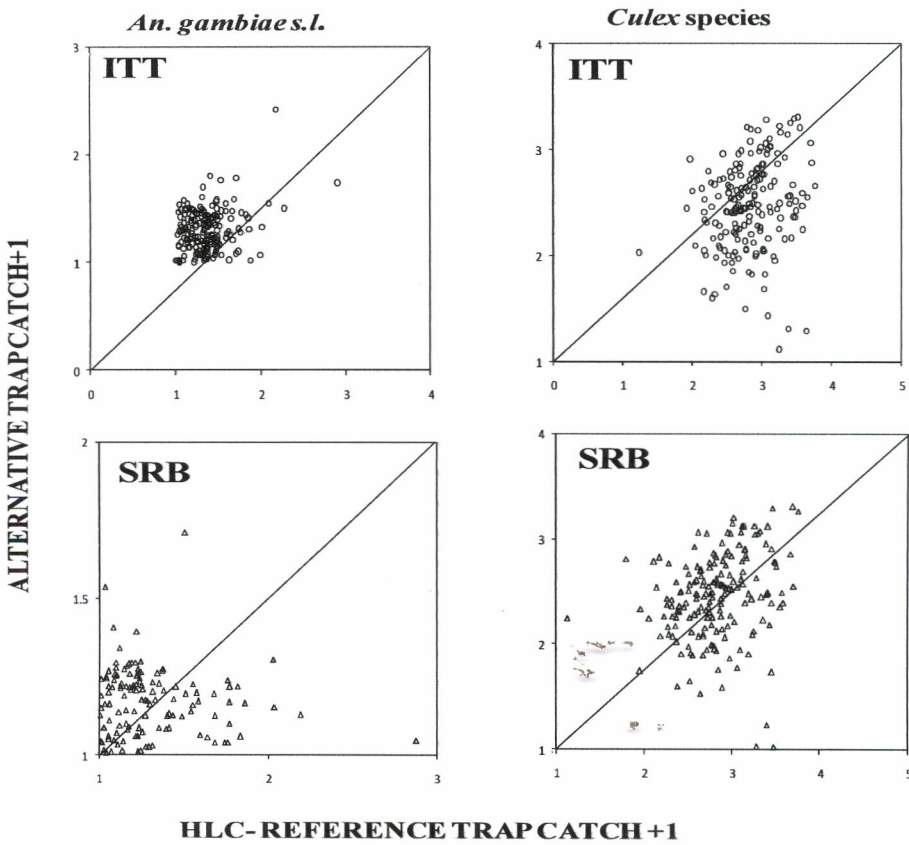 An. gambiae s.l.
Culex species
ITT
3
2
1
0
0 1 2 3 4
ITT
4
3
2
1
0 1 2 3 4 5
ALTERNATIVE TRAP CATCH+1
SRB
2
1.5
1
1 2 3
SRB
4
3
2
1
1 2 3 4 5
HLC- REFERENCE TRAP CATCH +1